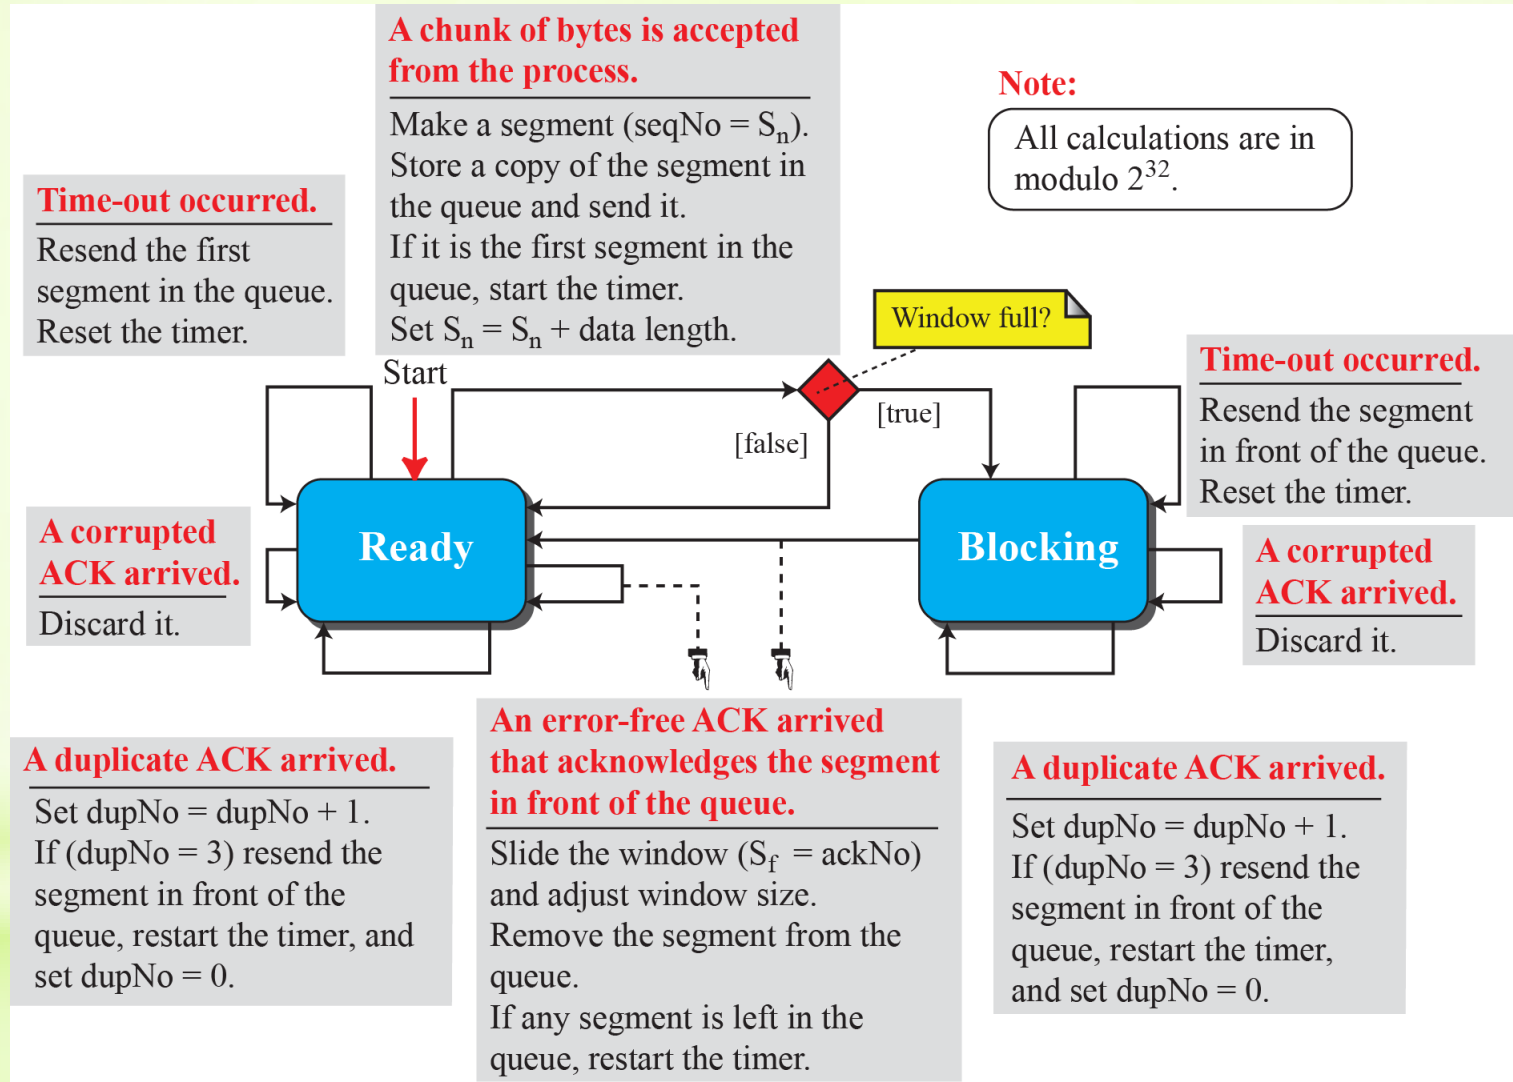 A chunk of bytes is accepted
from the process.
Make a segment (seqNo = Sn).
Store a copy of the segment in
the queue and send it.
If it is the first segment in the
queue, start the timer.
Set Sn = Sn + data length.
Note:
All calculations are in
modulo 2^32.
Time-out occurred.
Resend the first
segment in the queue.
Reset the timer.
Window full?
Start
[true]
[false]
Time-out occurred.
Resend the segment
in front of the queue.
Reset the timer.
A corrupted
ACK arrived.
Discard it.
Ready
Blocking
A corrupted
ACK arrived.
Discard it.
A duplicate ACK arrived.
Set dupNo = dupNo + 1.
If (dupNo = 3) resend the
segment in front of the
queue, restart the timer, and
set dupNo = 0.
An error-free ACK arrived
that acknowledges the segment
in front of the queue.
Slide the window (Sf = ackNo)
and adjust window size.
Remove the segment from the
queue.
If any segment is left in the
queue, restart the timer.
A duplicate ACK arrived.
Set dupNo = dupNo + 1.
If (dupNo = 3) resend the
segment in front of the
queue, restart the timer,
and set dupNo = 0.